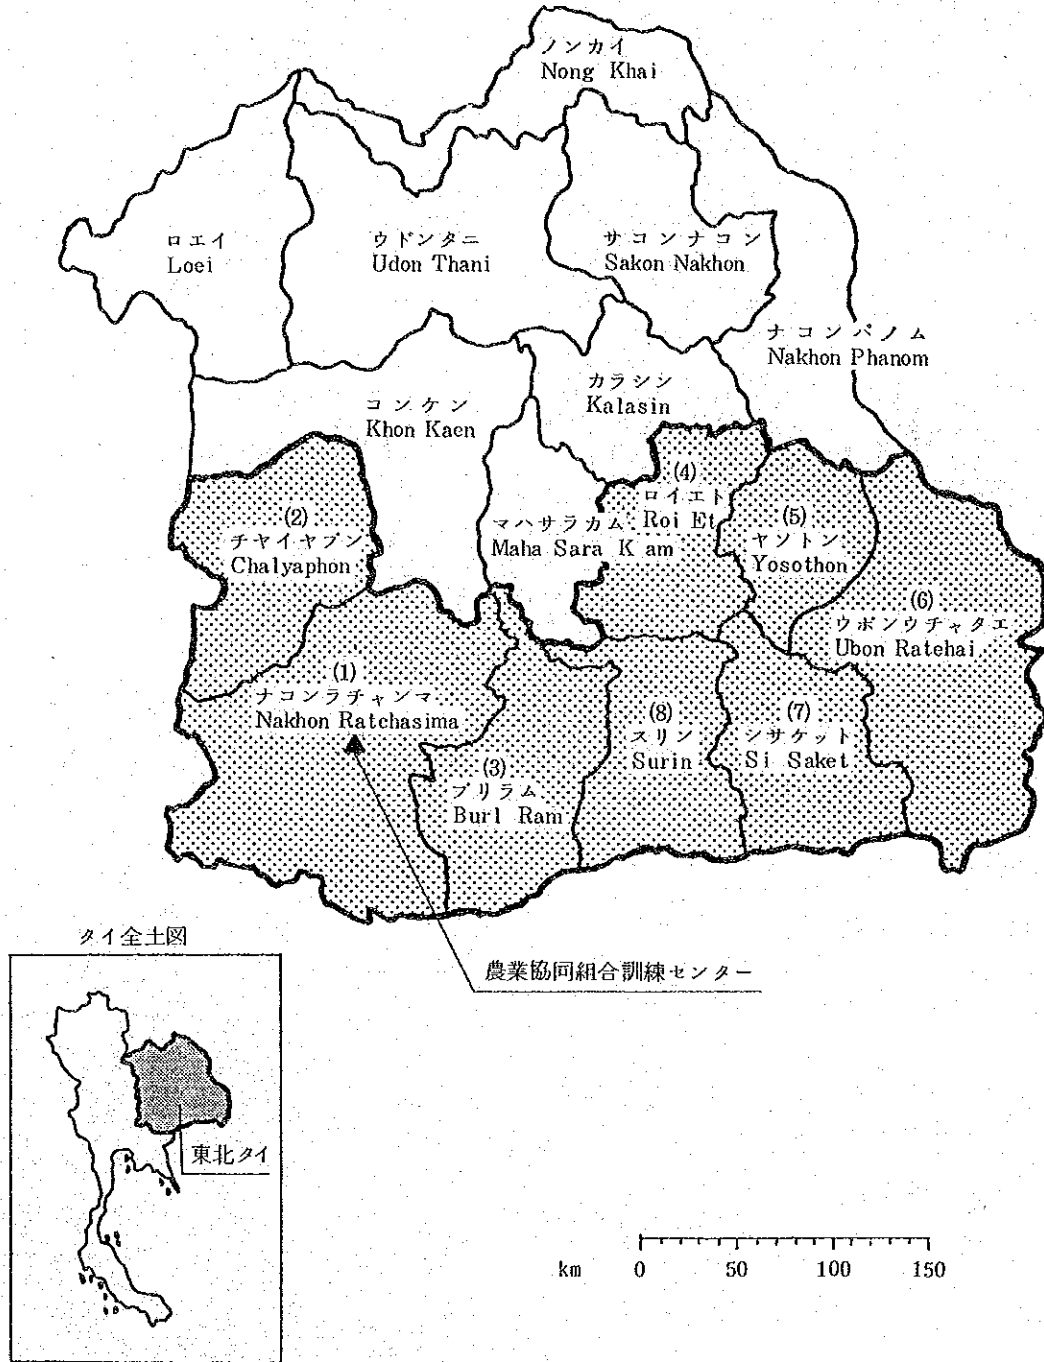 ノンカイ
Nong Khai
ロエイ
Loei
ウドンタニ
Udon Thani
サコンナコン
Sakon Nakhon
ナコンパノム
Nakhon Phanom
カラシン
Kalasin
コンケン
Khon Kaen
(4)
ロイエト
Roi Et
(2)
チヤイヤプン
Chalyaphon
マハサラカム
Maha Sara K am
(5)
ヤソトン
Yosothon
(6)
ウボンウチャタエ
Ubon Ratehai
(1)
ナコンラチャンマ
Nakhon Ratchasima
(8)
スリン
Surin
(7)
シサケット
Si Saket
(3)
ブリラム
Burl Ram
農業協同組合訓練センター
タイ全土図
東北タイ
km 0 50 100 150